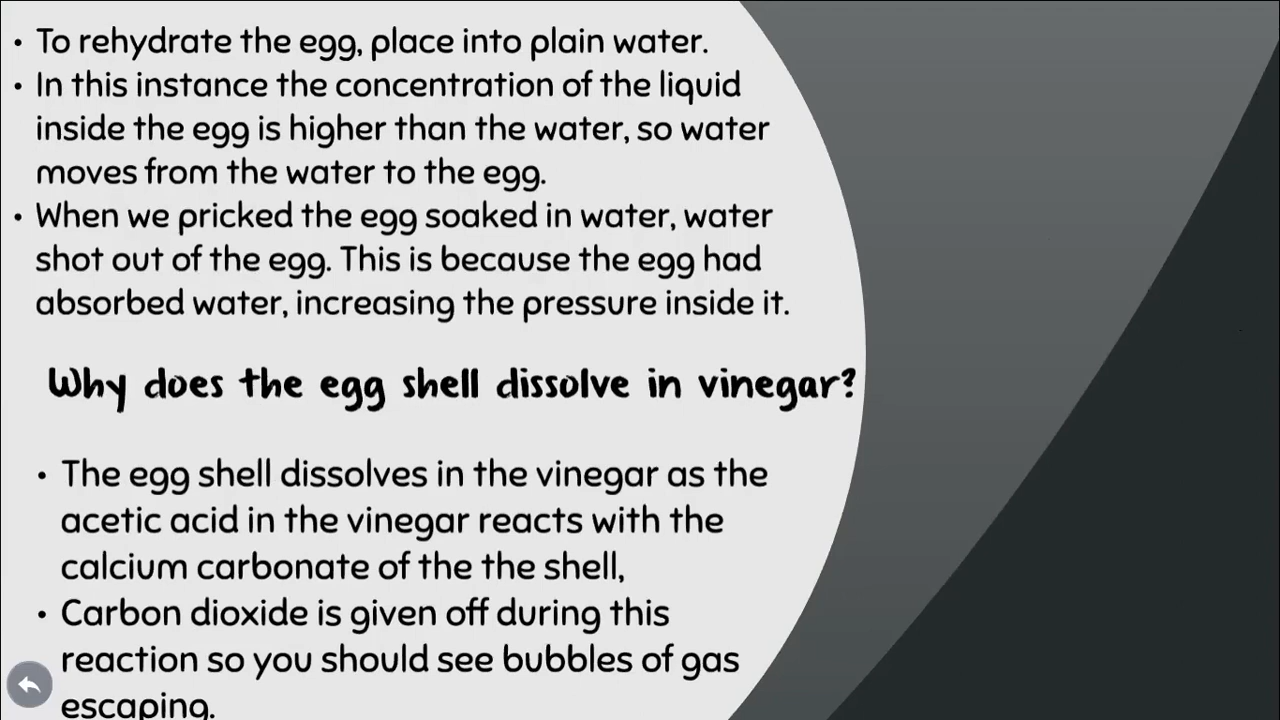 • To rehydrate the egg, place into plain water.
• In this instance the concentration of the liquid
inside the egg is higher than the water, so water
moves from the water to the egg.
• When we pricked the egg soaked in water, water
shot out of the egg. This is because the egg had
absorbed water, increasing the pressure inside it.
Why does the egg shell dissolve in vinegar?
• The egg shell dissolves in the vinegar as the
acetic acid in the vinegar reacts with the
calcium carbonate of the the shell,
• Carbon dioxide is given off during this
reaction so you should see bubbles of gas
escaping.